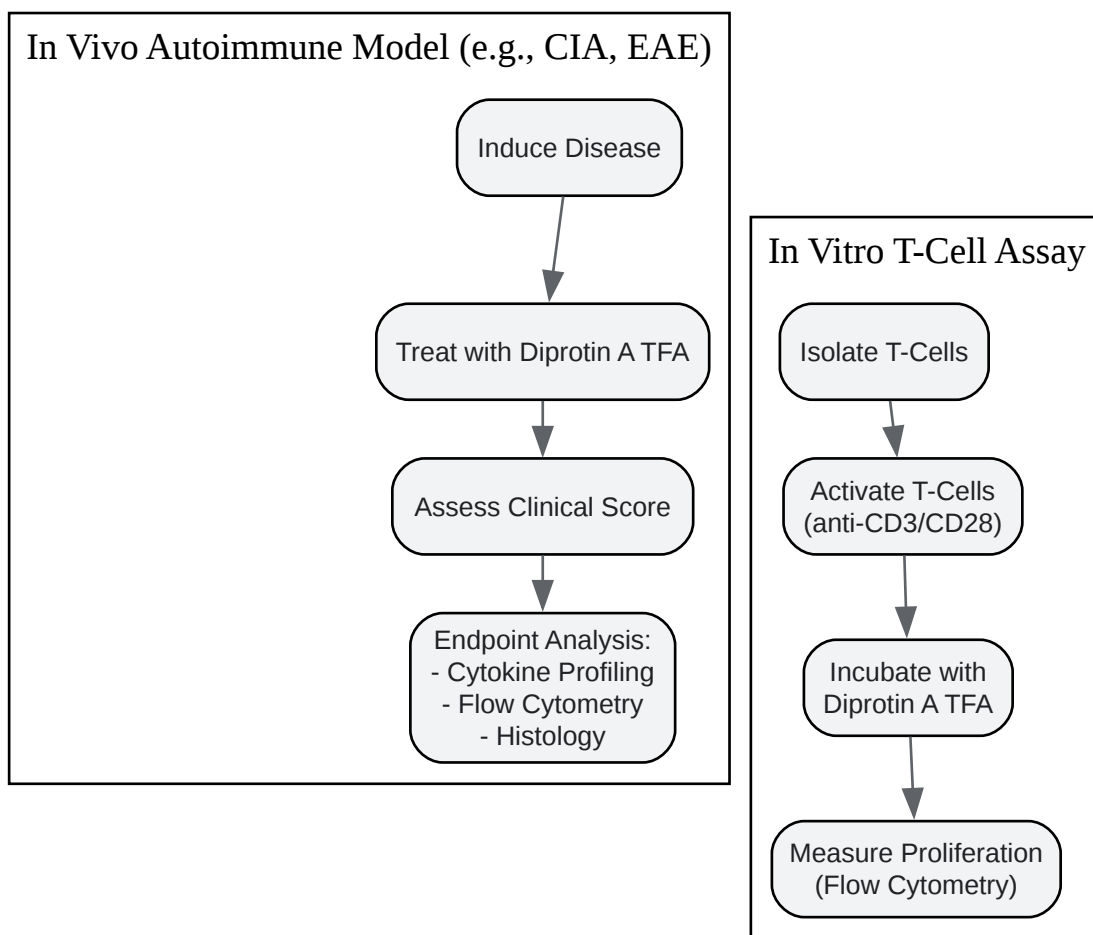 In Vivo Autoimmune Model (e.g., CIA, EAE)
Induce Disease
Treat with Diprotin A TFA
Assess Clinical Score
Endpoint Analysis:
- Cytokine Profiling
- Flow Cytometry
- Histology
In Vitro T-Cell Assay
Isolate T-Cells
Activate T-Cells
(anti-CD3/CD28)
Incubate with
Diprotin A TFA
Measure Proliferation
(Flow Cytometry)